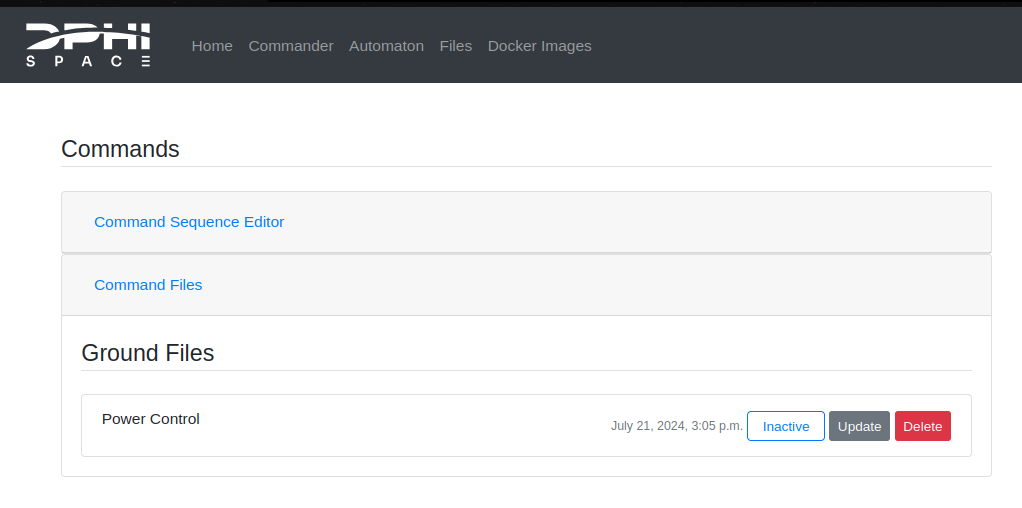 DPHI
SPACE
Home Commander Automaton Files Docker Images
Commands
Command Sequence Editor
Command Files
Ground Files
Power Control July 21, 2024, 3:05 p.m. Inactive Update Delete